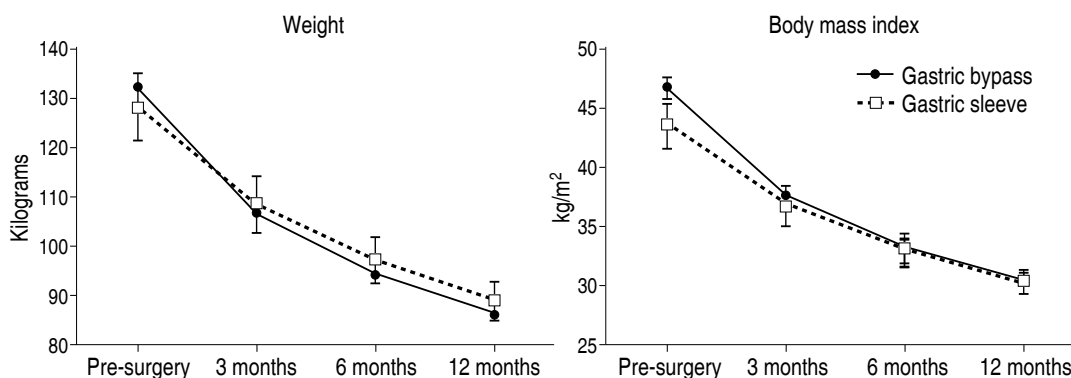 Weight
Kilograms
140
130
120
110
100
90
80
Pre-surgery 3 months 6 months 12 months
Body mass index
kg/m²
50
45
40
35
30
25
Gastric bypass
Gastric sleeve
Pre-surgery 3 months 6 months 12 months